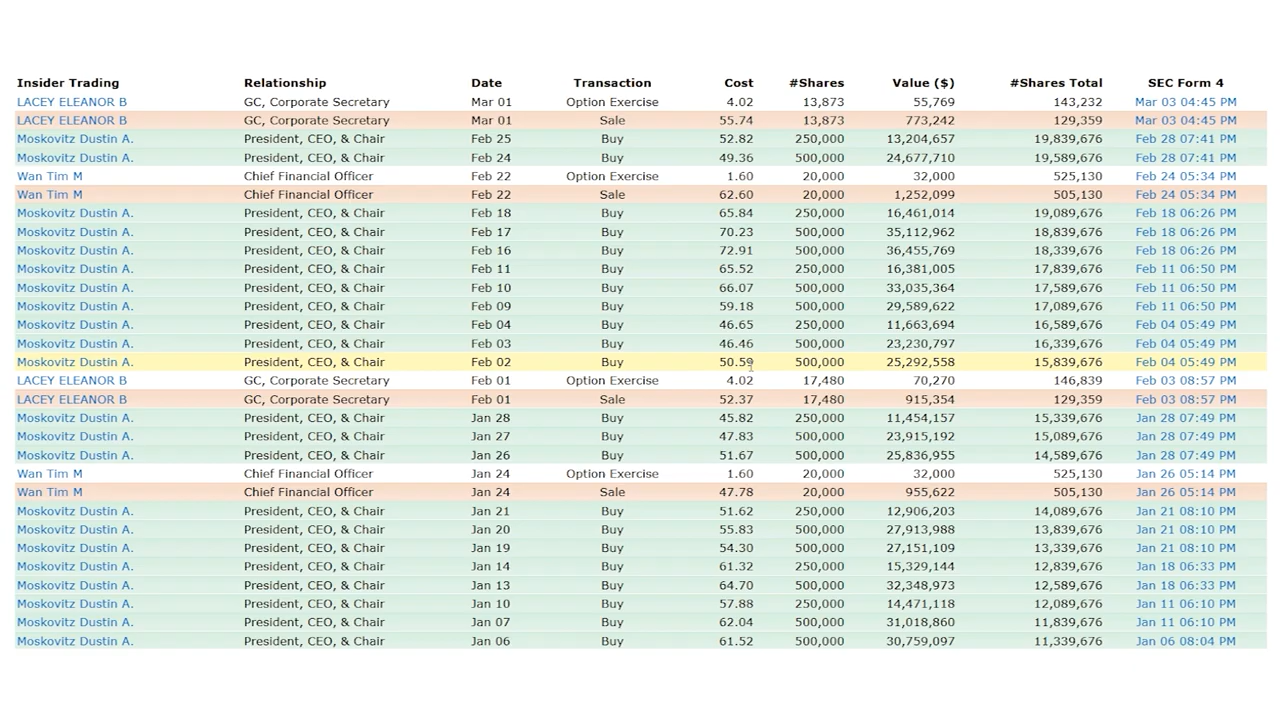 Insider Trading Relationship Date Transaction Cost #Shares Value ($) #Shares Total SEC Form 4
LACEY ELEANOR B GC, Corporate Secretary Mar 01 Option Exercise 4.02 13,873 55,769 143,232 Mar 03 04:45 PM
LACEY ELEANOR B GC, Corporate Secretary Mar 01 Sale 55.74 13,873 773,242 129,359 Mar 03 04:45 PM
Moskovitz Dustin A. President, CEO, & Chair Feb 25 Buy 52.82 250,000 13,204,657 19,839,676 Feb 28 07:41 PM
Moskovitz Dustin A. President, CEO, & Chair Feb 24 Buy 49.36 500,000 24,677,710 19,589,676 Feb 28 07:41 PM
Wan Tim M Chief Financial Officer Feb 22 Option Exercise 1.60 20,000 32,000 525,130 Feb 24 05:34 PM
Wan Tim M Chief Financial Officer Feb 22 Sale 62.60 20,000 1,252,099 505,130 Feb 24 05:34 PM
Moskovitz Dustin A. President, CEO, & Chair Feb 18 Buy 65.84 250,000 16,461,014 19,089,676 Feb 18 06:26 PM
Moskovitz Dustin A. President, CEO, & Chair Feb 17 Buy 70.23 500,000 35,112,962 18,839,676 Feb 18 06:26 PM
Moskovitz Dustin A. President, CEO, & Chair Feb 16 Buy 72.91 500,000 36,455,769 18,339,676 Feb 18 06:26 PM
Moskovitz Dustin A. President, CEO, & Chair Feb 11 Buy 65.52 250,000 16,381,005 17,839,676 Feb 11 06:50 PM
Moskovitz Dustin A. President, CEO, & Chair Feb 10 Buy 66.07 500,000 33,035,364 17,589,676 Feb 11 06:50 PM
Moskovitz Dustin A. President, CEO, & Chair Feb 09 Buy 59.18 500,000 29,589,622 17,089,676 Feb 11 06:50 PM
Moskovitz Dustin A. President, CEO, & Chair Feb 04 Buy 46.65 250,000 11,663,694 16,589,676 Feb 04 05:49 PM
Moskovitz Dustin A. President, CEO, & Chair Feb 03 Buy 46.46 500,000 23,230,797 16,339,676 Feb 04 05:49 PM
Moskovitz Dustin A. President, CEO, & Chair Feb 02 Buy 50.59 500,000 25,292,558 15,839,676 Feb 04 05:49 PM
LACEY ELEANOR B GC, Corporate Secretary Feb 01 Option Exercise 4.02 17,480 70,270 146,839 Feb 03 08:57 PM
LACEY ELEANOR B GC, Corporate Secretary Feb 01 Sale 52.37 17,480 915,354 129,359 Feb 03 08:57 PM
Moskovitz Dustin A. President, CEO, & Chair Jan 28 Buy 45.82 250,000 11,454,157 15,339,676 Jan 28 07:49 PM
Moskovitz Dustin A. President, CEO, & Chair Jan 27 Buy 47.83 500,000 23,915,192 15,089,676 Jan 28 07:49 PM
Moskovitz Dustin A. President, CEO, & Chair Jan 26 Buy 51.67 500,000 25,836,955 14,589,676 Jan 28 07:49 PM
Wan Tim M Chief Financial Officer Jan 24 Option Exercise 1.60 20,000 32,000 525,130 Jan 26 05:14 PM
Wan Tim M Chief Financial Officer Jan 24 Sale 47.78 20,000 955,622 505,130 Jan 26 05:14 PM
Moskovitz Dustin A. President, CEO, & Chair Jan 21 Buy 51.62 250,000 12,906,203 14,089,676 Jan 21 08:10 PM
Moskovitz Dustin A. President, CEO, & Chair Jan 20 Buy 55.83 500,000 27,913,988 13,839,676 Jan 21 08:10 PM
Moskovitz Dustin A. President, CEO, & Chair Jan 19 Buy 54.30 500,000 27,151,109 13,339,676 Jan 21 08:10 PM
Moskovitz Dustin A. President, CEO, & Chair Jan 14 Buy 61.32 250,000 15,329,144 12,839,676 Jan 18 06:33 PM
Moskovitz Dustin A. President, CEO, & Chair Jan 13 Buy 64.70 500,000 32,348,973 12,589,676 Jan 18 06:33 PM
Moskovitz Dustin A. President, CEO, & Chair Jan 10 Buy 57.88 250,000 14,471,118 12,089,676 Jan 11 06:10 PM
Moskovitz Dustin A. President, CEO, & Chair Jan 07 Buy 62.04 500,000 31,018,860 11,839,676 Jan 11 06:10 PM
Moskovitz Dustin A. President, CEO, & Chair Jan 06 Buy 61.52 500,000 30,759,097 11,339,676 Jan 06 08:04 PM